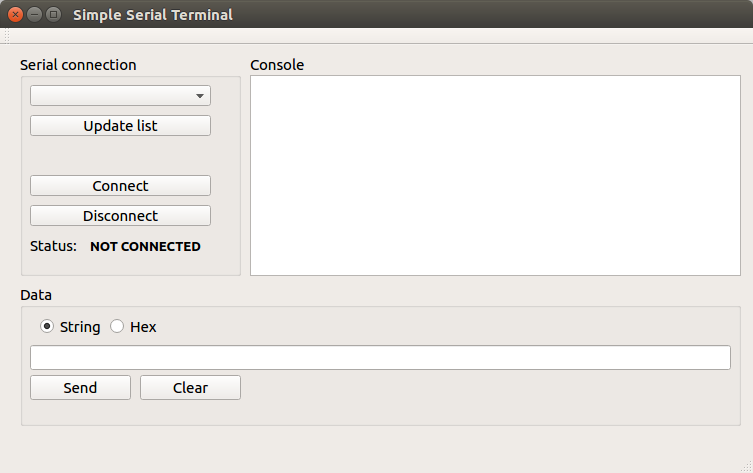 Simple Serial Terminal
Serial connection
Console
Update list
Connect
Disconnect
Status: NOT CONNECTED
Data
String Hex
Send Clear